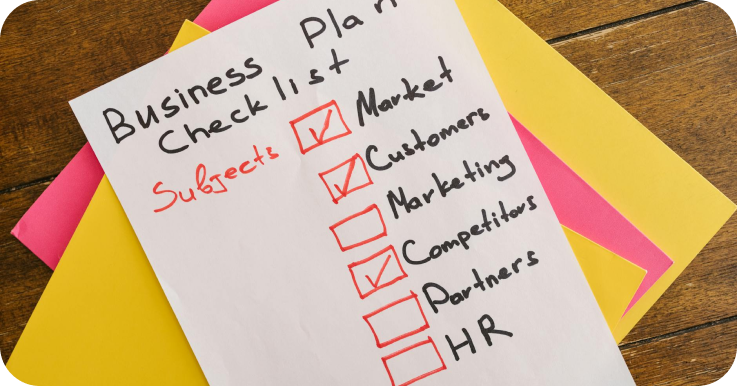 Business Plan
Checklist
Subjects
Market
Customers
Marketing
Competitors
Partners
HR